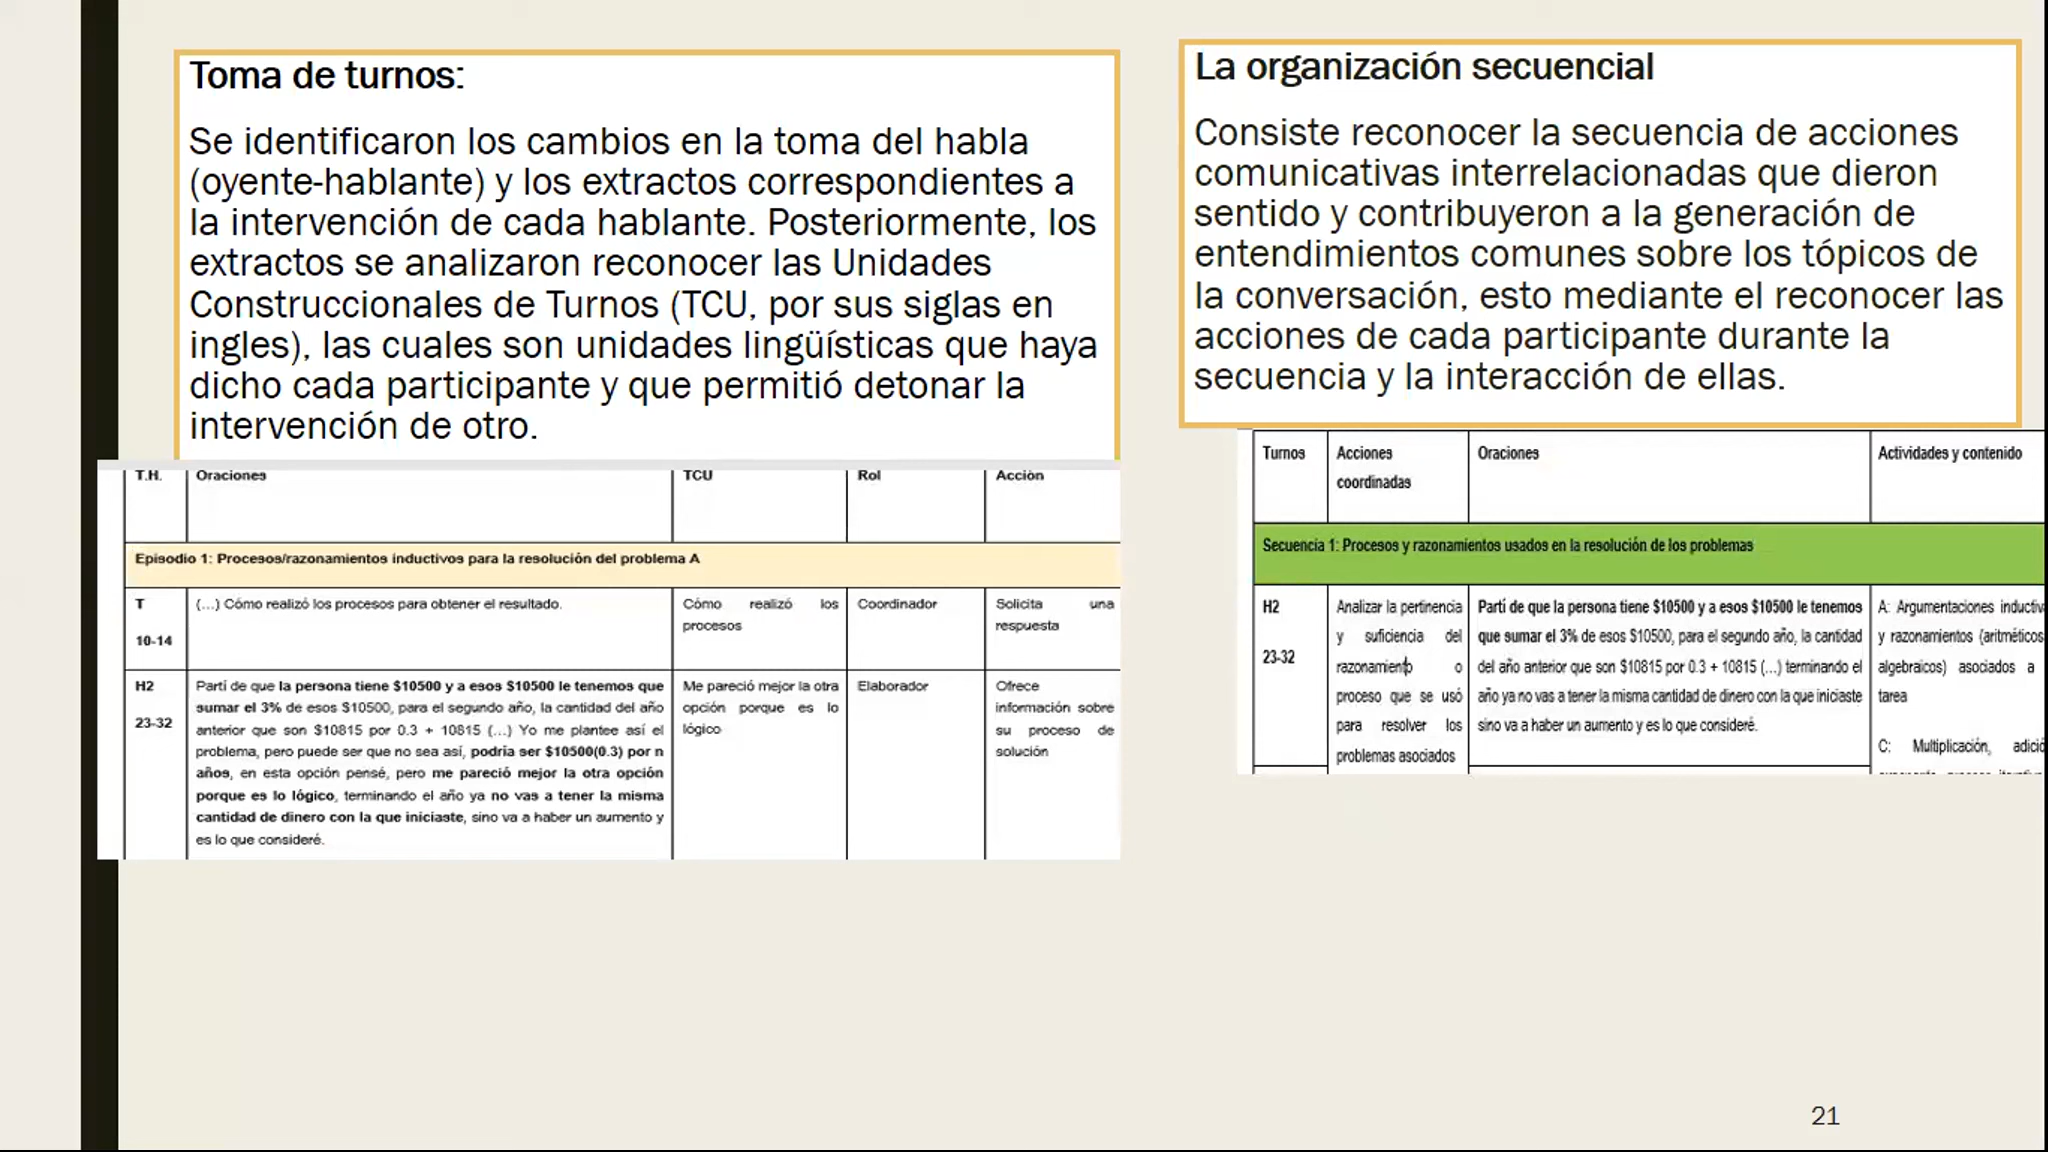 Toma de turnos:
Se identificaron los cambios en la toma del habla
(oyente-hablante) y los extractos correspondientes a
la intervención de cada hablante. Posteriormente, los
extractos se analizaron reconocer las Unidades
Construccionales de Turnos (TCU, por sus siglas en
ingles), las cuales son unidades lingüísticas que haya
dicho cada participante y que permitió detonar la
intervención de otro.
T.H. Oraciones TCU Rol Acción
Episodio 1: Procesos/razonamientos inductivos para la resolución del problema A
T
10-14
(...) Cómo realizó los procesos para obtener el resultado.
Cómo realizó los
procesos
Coordinador
Solicita una
respuesta
H2
23-32
Partí de que la persona tiene $10500 y a esos $10500 le tenemos que
sumar el 3% de esos $10500, para el segundo año, la cantidad del año
anterior que son $10815 por 0.3 + 10815 (...) Yo me plantee así el
problema, pero puede ser que no sea así, podría ser $10500(0.3) por n
años, en esta opción pensé, pero me pareció mejor la otra opción
porque es lo lógico, terminando el año ya no vas a tener la misma
cantidad de dinero con la que iniciaste, sino va a haber un aumento y
es lo que consideré.
Me pareció mejor la otra
opción porque es lo
lógico
Elaborador
Ofrece
información sobre
su proceso de
solución
La organización secuencial
Consiste reconocer la secuencia de acciones
comunicativas interrelacionadas que dieron
sentido y contribuyeron a la generación de
entendimientos comunes sobre los tópicos de
la conversación, esto mediante el reconocer las
acciones de cada participante durante la
secuencia y la interacción de ellas.
Turnos
Acciones
coordinadas
Oraciones
Actividades y contenido
Secuencia 1: Procesos y razonamientos usados en la resolución de los problemas
H2
23-32
Analizar la pertinencia
y suficiencia del
razonamiento o
proceso que se usó
para resolver los
problemas asociados
Partí de que la persona tiene $10500 y a esos $10500 le tenemos
que sumar el 3% de esos $10500, para el segundo año, la cantidad
del año anterior que son $10815 por 0.3 + 10815 (...) terminando el
año ya no vas a tener la misma cantidad de dinero con la que iniciaste
sino va a haber un aumento y es lo que consideré.
A: Argumentaciones inductiva
y razonamientos (aritméticos
algebraicos) asociados a
tarea
C: Multiplicación, adició
21